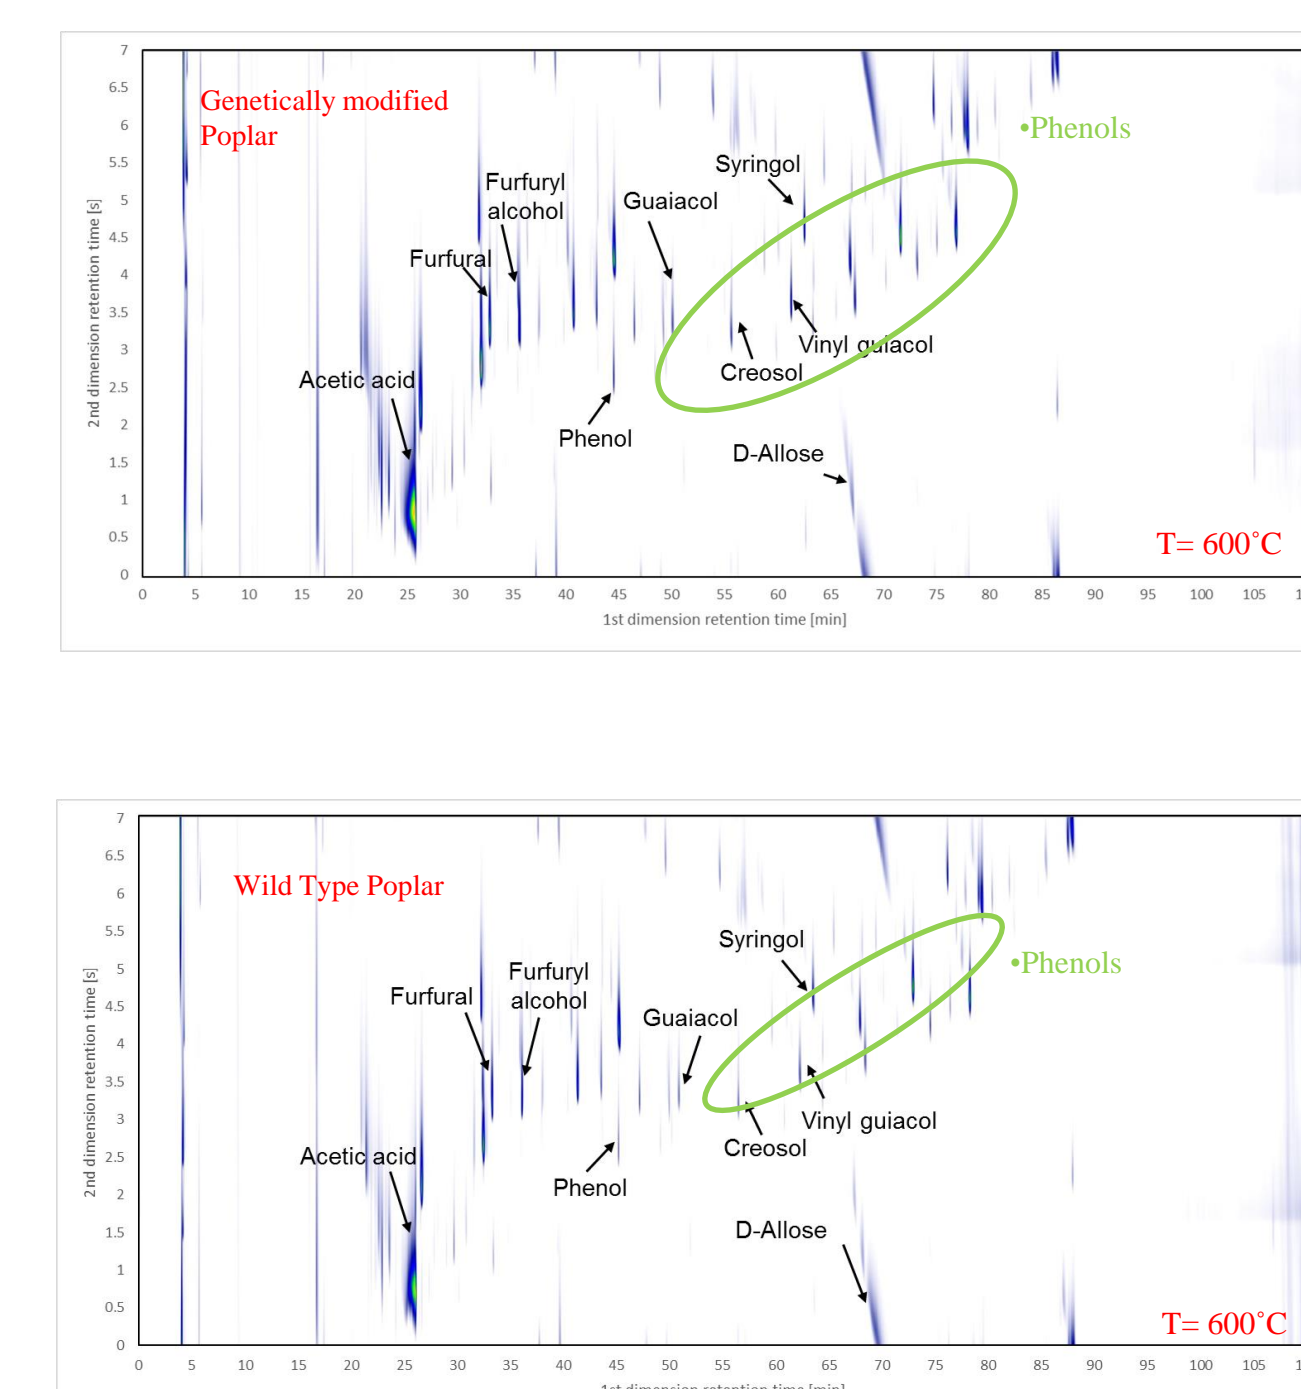 7
6.5
6
5.5
5
4.5
4
3.5
3
2.5
2
1.5
1
0.5
0
2nd dimension retention time [s]
Genetically modified
Poplar
•Phenols
Syringol
Furfuryl
alcohol
Guaiacol
Furfural
Vinyl guiacol
Creosol
Acetic acid
Phenol
D-Allose
T= 600°C
0 5 10 15 20 25 30 35 40 45 50 55 60 65 70 75 80 85 90 95 100 105
1st dimension retention time [min]
7
6.5
6
5.5
5
4.5
4
3.5
3
2.5
2
1.5
1
0.5
0
2nd dimension retention time [s]
Wild Type Poplar
Syringol
•Phenols
Furfuryl
alcohol
Furfural
Guaiacol
Vinyl guiacol
Creosol
Acetic acid
Phenol
D-Allose
T= 600°C
0 5 10 15 20 25 30 35 40 45 50 55 60 65 70 75 80 85 90 95 100 105
1st dimension retention time [min]